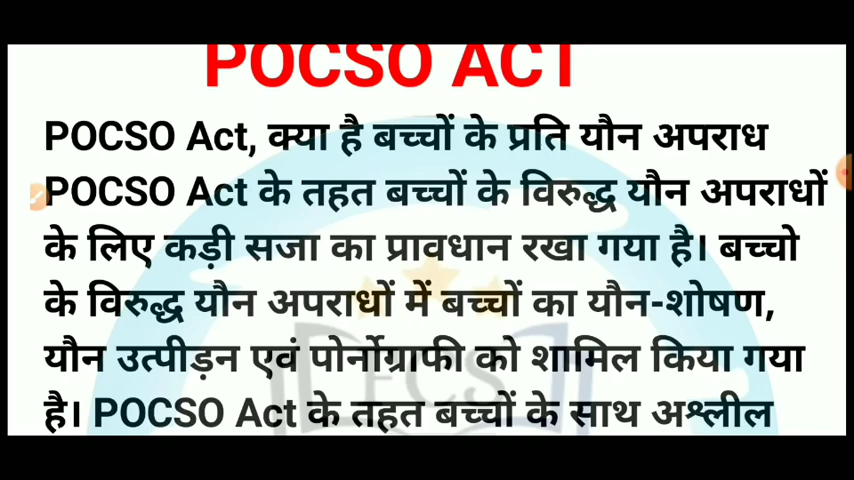 POCSO ACT
POCSO Act, क्या है बच्चों के प्रति यौन अपराध
POCSO Act के तहत बच्चों के विरुद्ध यौन अपराधों
के लिए कड़ी सजा का प्रावधान रखा गया है। बच्चो
के विरुद्ध यौन अपराधों में बच्चों का यौन-शोषण,
यौन उत्पीड़न एवं पोर्नोग्राफी को शामिल किया गया
है। POCSO Act के तहत बच्चों के साथ अश्लील
ECS